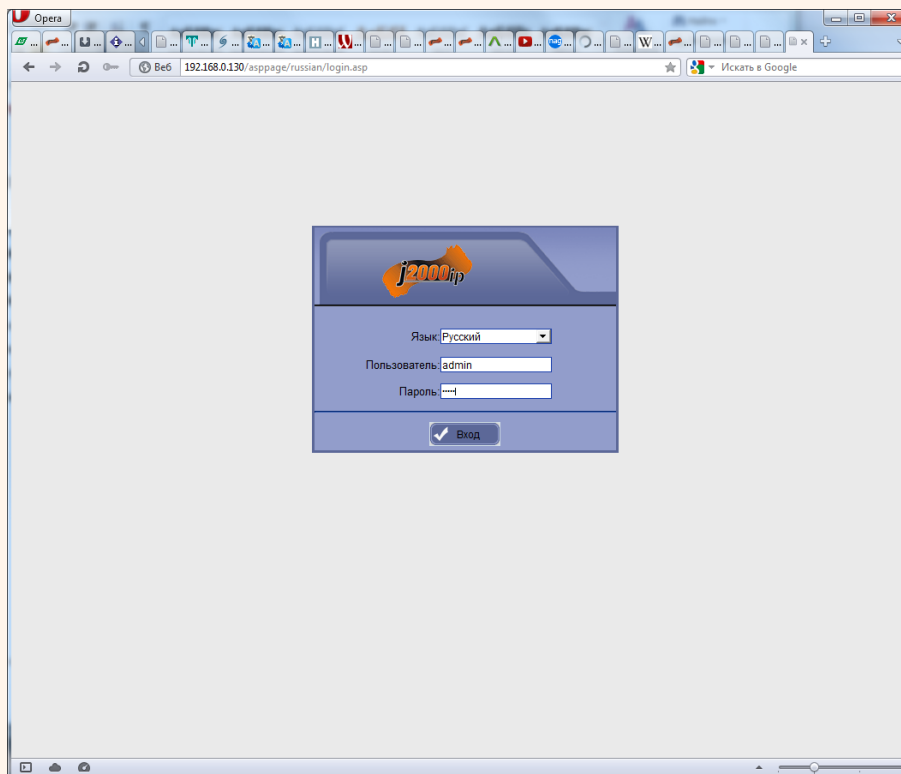 Opera
Веб
192.168.0.130/asppage/russian/login.asp
Искать в Google
j2000ip
Язык: Русский
Пользователь: admin
Пароль:
Вход